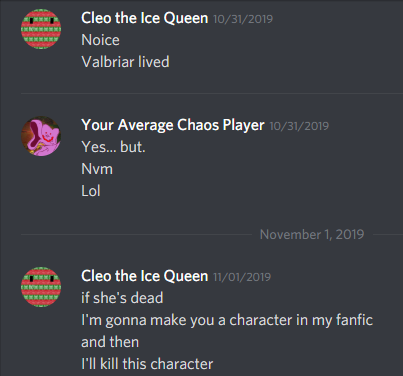 Cleo the Ice Queen 10/31/2019
Noice
Valbriar lived
Your Average Chaos Player 10/31/2019
Yes... but.
Nvm
Lol
November 1, 2019
Cleo the Ice Queen 11/01/2019
if she's dead
I'm gonna make you a character in my fanfic
and then
I'll kill this character